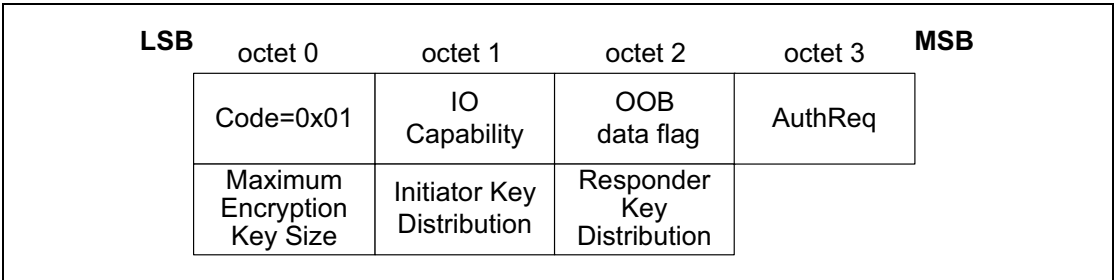 LSB
octet 0
octet 1
octet 2
octet 3
MSB
Code=0x01
IO
Capability
OOB
data flag
AuthReq
Maximum
Encryption
Key Size
Initiator Key
Distribution
Responder
Key
Distribution